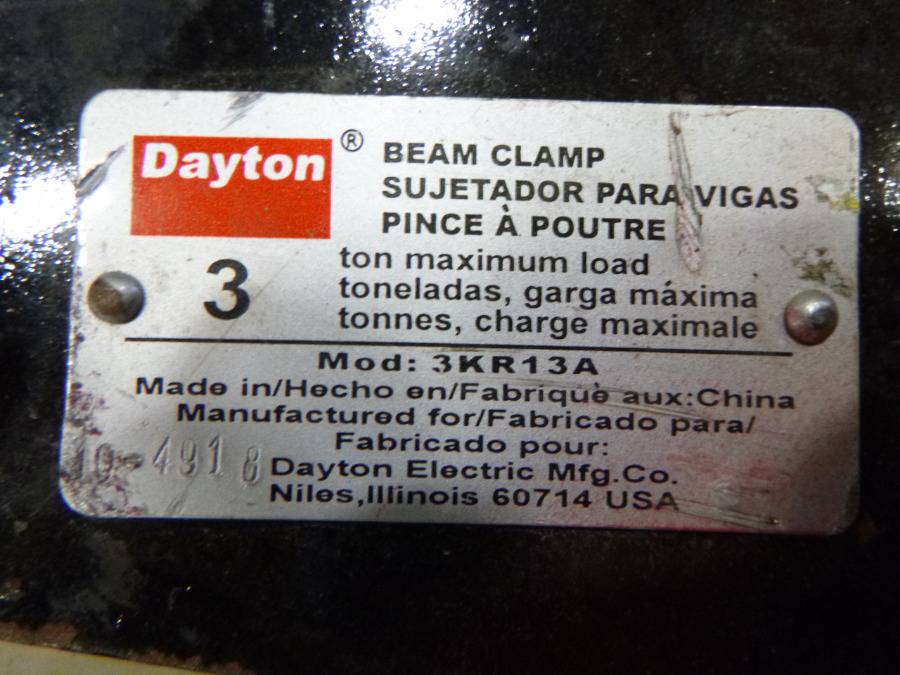 Dayton®
BEAM CLAMP
SUJETADOR PARA VIGAS
PINCE À POUTRE
3
ton maximum load
toneladas, garga máxima
tonnes, charge maximale
Mod: 3KR13A
Made in/Hecho en/Fabriquè aux:China
Manufactured for/Fabricado para/
Fabricado pour:
Dayton Electric Mfg.Co.
Niles,Illinois 60714 USA